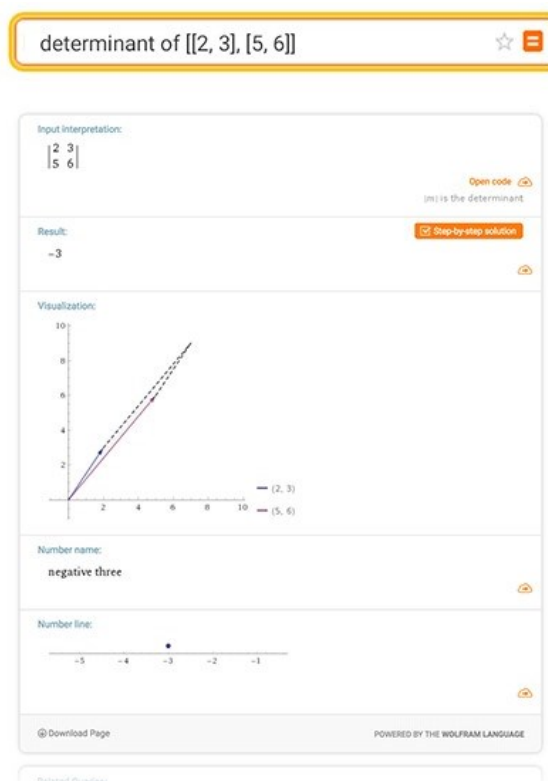 determinant of [[2, 3], [5, 6]]
Input interpretation:
|2 3|
|5 6|
Open code
|m| is the determinant
Result:
Step-by-step solution
-3
Visualization:
10
8
6
4
2
2 4 6 8 10
(2, 3)
(5, 6)
Number name:
negative three
Number line:
-5 -4 -3 -2 -1
Download Page
POWERED BY THE WOLFRAM LANGUAGE